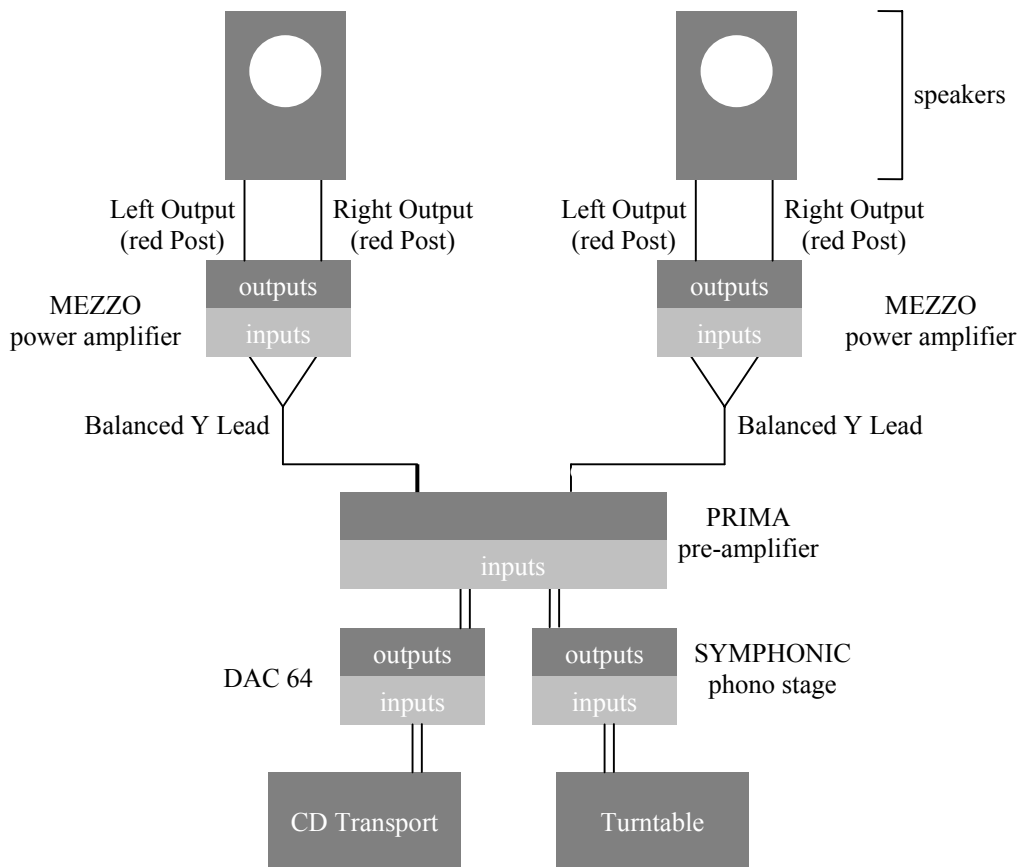 speakers
Left Output
(red Post)
Right Output
(red Post)
Left Output
(red Post)
Right Output
(red Post)
MEZZO
power amplifier
outputs
inputs
outputs
inputs
MEZZO
power amplifier
Balanced Y Lead
Balanced Y Lead
PRIMA
pre-amplifier
inputs
DAC 64
outputs
inputs
outputs
inputs
SYMPHONIC
phono stage
CD Transport
Turntable